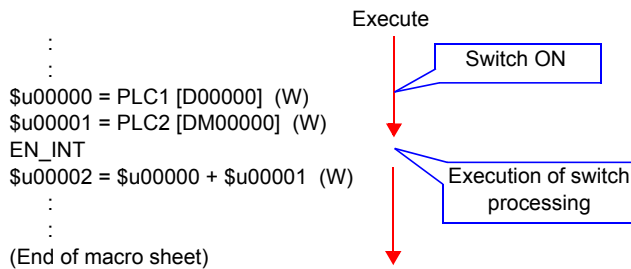 Execute
:
:
Switch ON
$u00000 = PLC1 [D00000]  (W)
$u00001 = PLC2 [DM00000]  (W)
EN_INT
$u00002 = $u00000 + $u00001  (W)
Execution of switch
processing
:
:
(End of macro sheet)